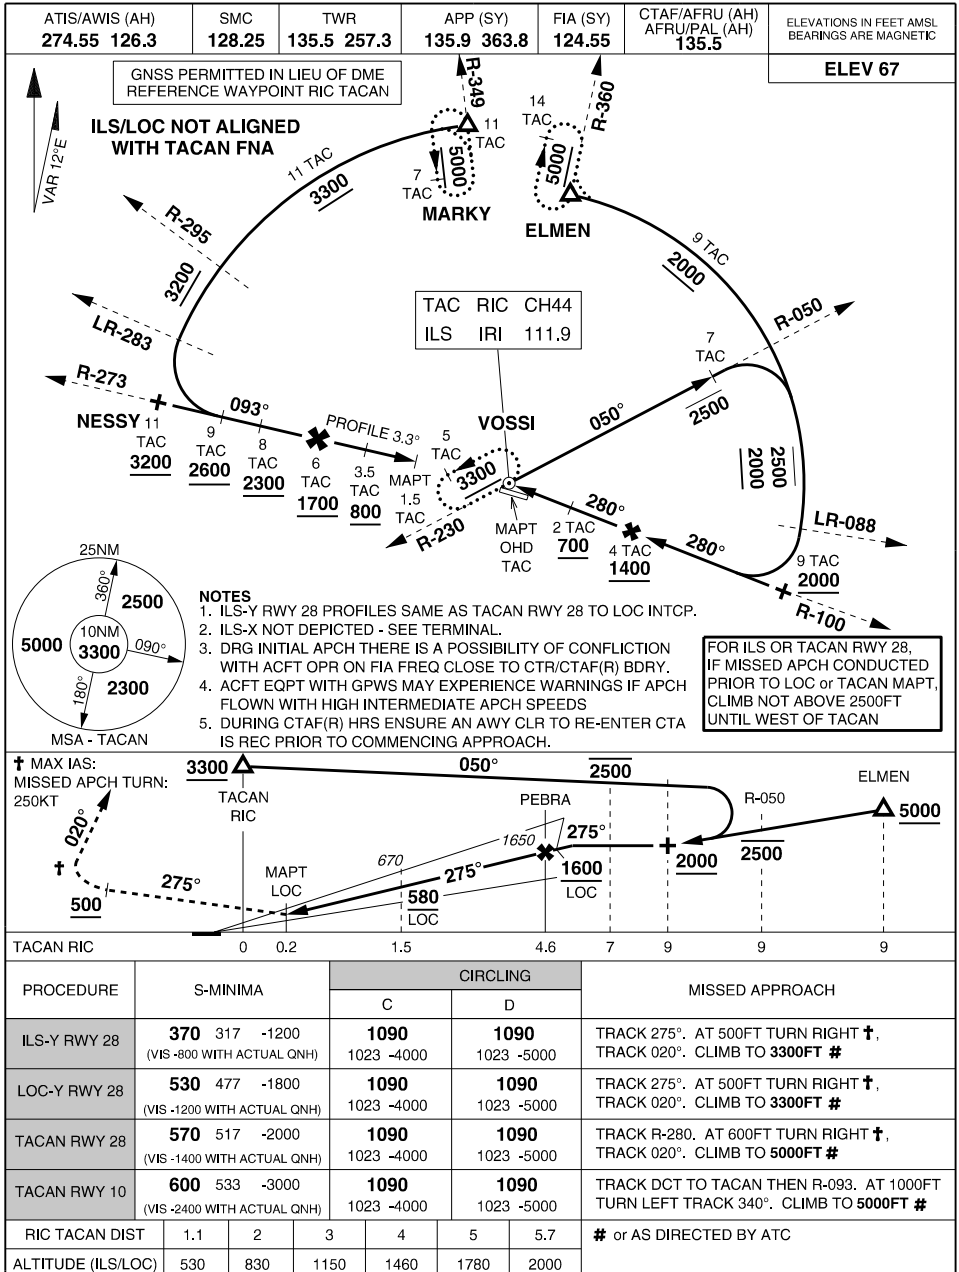 ATIS/AWIS (AH)
274.55 126.3
SMC
128.25
TWR
135.5 257.3
APP (SY)
135.9 363.8
FIA (SY)
124.55
CTAF/AFRU (AH)
AFRU/PAL (AH)
135.5
ELEVATIONS IN FEET AMSL
BEARINGS ARE MAGNETIC
ELEV 67
GNSS PERMITTED IN LIEU OF DME
REFERENCE WAYPOINT RIC TACAN
ILS/LOC NOT ALIGNED
WITH TACAN FNA
VAR 12°E
R-349
11
TAC
5000
7
TAC
MARKY
R-360
14
TAC
5000
ELMEN
11 TAC
3300
R-295
3200
LR-283
R-273
9 TAC
2000
TAC RIC CH44
ILS IRI 111.9
R-050
7
TAC
2500
050°
VOSSI
NESSY
11
TAC
3200
093°
9
TAC
2600
8
TAC
2300
6
TAC
1700
PROFILE 3.3°
3.5
TAC
800
MAPT
1.5
TAC
5
TAC
3300
R-230
MAPT
OHD
TAC
280°
2 TAC
700
4 TAC
1400
280°
2500
2000
LR-088
9 TAC
2000
R-100
25NM
360°
2500
5000
10NM
3300
090°
180°
2300
MSA - TACAN
NOTES
1. ILS-Y RWY 28 PROFILES SAME AS TACAN RWY 28 TO LOC INTCP.
2. ILS-X NOT DEPICTED - SEE TERMINAL.
3. DRG INITIAL APCH THERE IS A POSSIBILITY OF CONFLICTION
WITH ACFT OPR ON FIA FREQ CLOSE TO CTR/CTAF(R) BDRY.
4. ACFT EQPT WITH GPWS MAY EXPERIENCE WARNINGS IF APCH
FLOWN WITH HIGH INTERMEDIATE APCH SPEEDS
5. DURING CTAF(R) HRS ENSURE AN AWY CLR TO RE-ENTER CTA
IS REC PRIOR TO COMMENCING APPROACH.
FOR ILS OR TACAN RWY 28,
IF MISSED APCH CONDUCTED
PRIOR TO LOC or TACAN MAPT,
CLIMB NOT ABOVE 2500FT
UNTIL WEST OF TACAN
† MAX IAS:
MISSED APCH TURN:
250KT
3300
TACAN
RIC
050°
2500
ELMEN
5000
R-050
PEBRA
020°
†
275°
500
MAPT
LOC
670
1650
275°
275°
580
LOC
1600
LOC
2000
2500
TACAN RIC 0 0.2 1.5 4.6 7 9 9 9
PROCEDURE
S-MINIMA
CIRCLING
C
D
MISSED APPROACH
ILS-Y RWY 28
370 317 -1200
(VIS -800 WITH ACTUAL QNH)
1090
1023 -4000
1090
1023 -5000
TRACK 275°. AT 500FT TURN RIGHT †,
TRACK 020°. CLIMB TO 3300FT #
LOC-Y RWY 28
530 477 -1800
(VIS -1200 WITH ACTUAL QNH)
1090
1023 -4000
1090
1023 -5000
TRACK 275°. AT 500FT TURN RIGHT †,
TRACK 020°. CLIMB TO 3300FT #
TACAN RWY 28
570 517 -2000
(VIS -1400 WITH ACTUAL QNH)
1090
1023 -4000
1090
1023 -5000
TRACK R-280. AT 600FT TURN RIGHT †,
TRACK 020°. CLIMB TO 5000FT #
TACAN RWY 10
600 533 -3000
(VIS -2400 WITH ACTUAL QNH)
1090
1023 -4000
1090
1023 -5000
TRACK DCT TO TACAN THEN R-093. AT 1000FT
TURN LEFT TRACK 340°. CLIMB TO 5000FT #
RIC TACAN DIST 1.1 2 3 4 5 5.7
# or AS DIRECTED BY ATC
ALTITUDE (ILS/LOC) 530 830 1150 1460 1780 2000